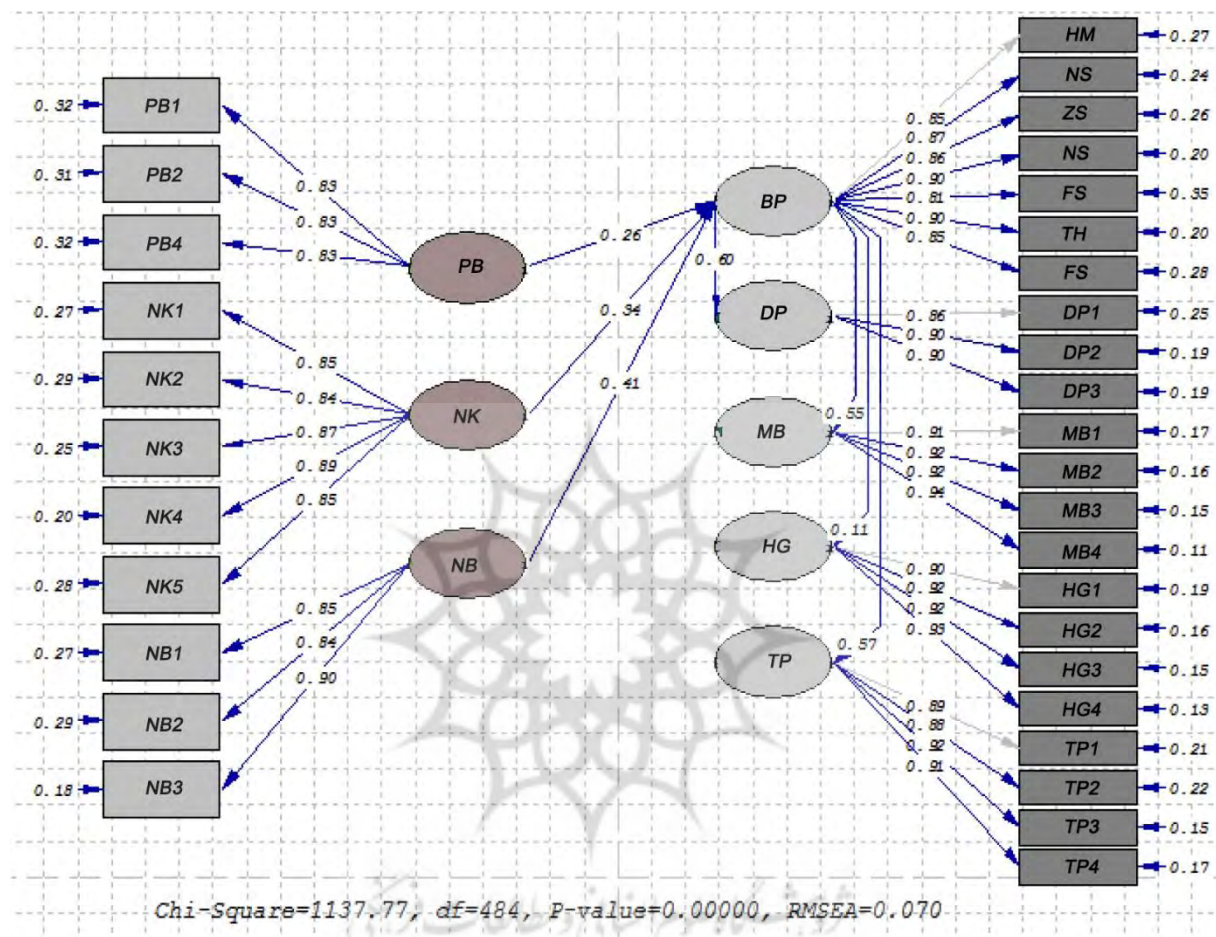 0.32 PB1
0.31 PB2
0.32 PB4
0.27 NK1
0.29 NK2
0.25 NK3
0.20 NK4
0.28 NK5
0.27 NB1
0.29 NB2
0.18 NB3
0.83
0.83
0.83
0.85
0.84
0.87
0.89
0.85
0.85
0.84
0.90
PB
NK
NB
0.26
0.34
0.41
BP
0.60
DP
MB
HG
TP
0.55
0.11
0.57
0.85
0.87
0.86
0.90
0.81
0.90
0.85
0.86
0.90
0.90
0.91
0.92
0.92
0.94
0.90
0.92
0.92
0.93
0.89
0.88
0.92
0.91
HM 0.27
NS 0.24
ZS 0.26
NS 0.20
FS 0.35
TH 0.20
FS 0.28
DP1 0.25
DP2 0.19
DP3 0.19
MB1 0.17
MB2 0.16
MB3 0.15
MB4 0.11
HG1 0.19
HG2 0.16
HG3 0.15
HG4 0.13
TP1 0.21
TP2 0.22
TP3 0.15
TP4 0.17
Chi-Square=1137.77, df=484, P-value=0.00000, RMSEA=0.070